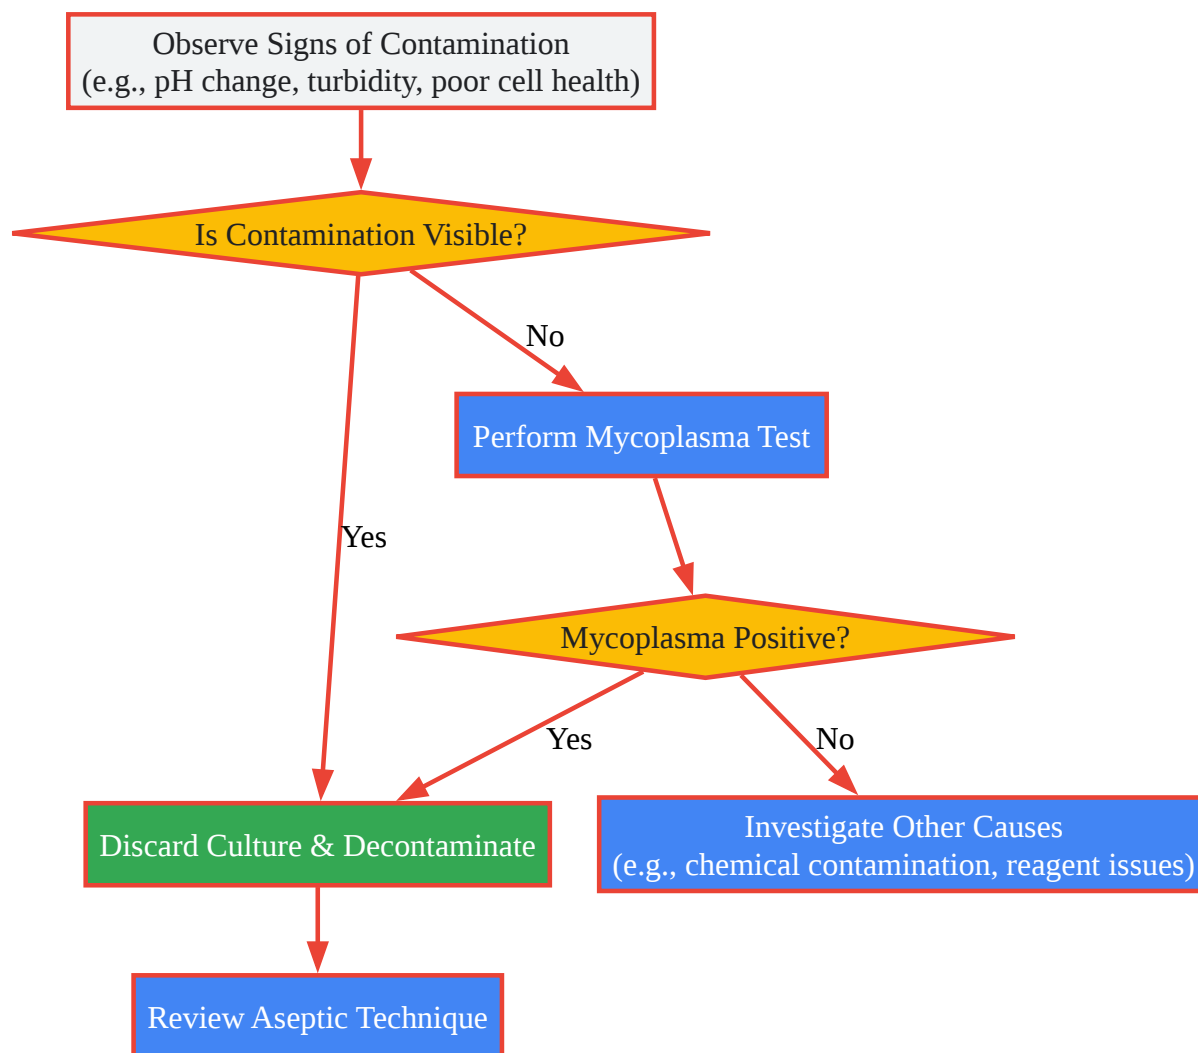 Observe Signs of Contamination
(e.g., pH change, turbidity, poor cell health)
Is Contamination Visible?
No
Perform Mycoplasma Test
Yes
Mycoplasma Positive?
Yes
No
Discard Culture & Decontaminate
Investigate Other Causes
(e.g., chemical contamination, reagent issues)
Review Aseptic Technique